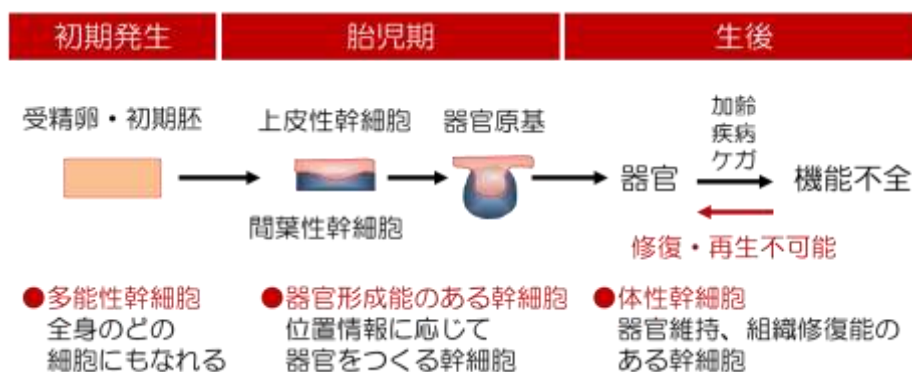 初期発生
胎児期
生後
受精卵・初期胚
上皮性幹細胞
器官原基
間葉性幹細胞
器官
加齢
疾病
ケガ
機能不全
修復・再生不可能
●多能性幹細胞
全身のどの
細胞にもなれる
●器官形成能のある幹細胞
位置情報に応じて
器官をつくる幹細胞
●体性幹細胞
器官維持、組織修復能の
ある幹細胞